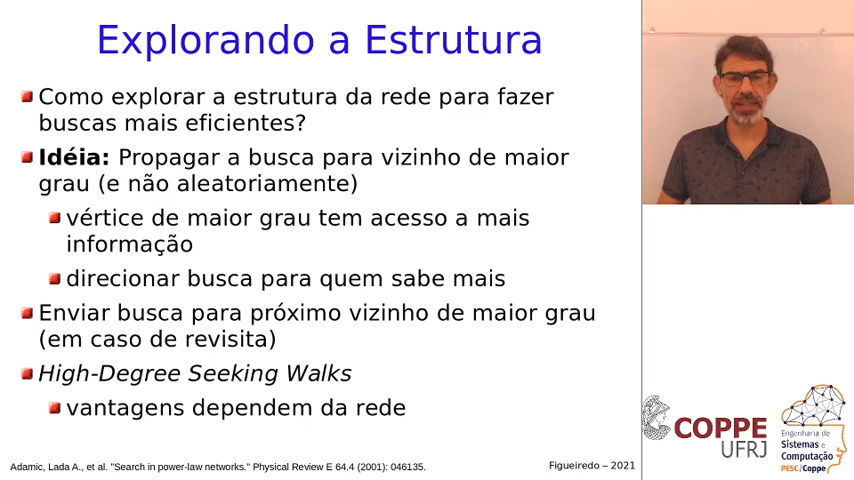 Explorando a Estrutura
Como explorar a estrutura da rede para fazer
buscas mais eficientes?
Idéia: Propagar a busca para vizinho de maior
grau (e não aleatoriamente)
vértice de maior grau tem acesso a mais
informação
direcionar busca para quem sabe mais
Enviar busca para próximo vizinho de maior grau
(em caso de revisita)
High-Degree Seeking Walks
vantagens dependem da rede
Adamic, Lada A., et al. "Search in power-law networks." Physical Review E 64.4 (2001): 046135.
Figueiredo – 2021
COPPE
UFRJ
Engenharia de
Sistemas e
Computação
PESC/Coppe